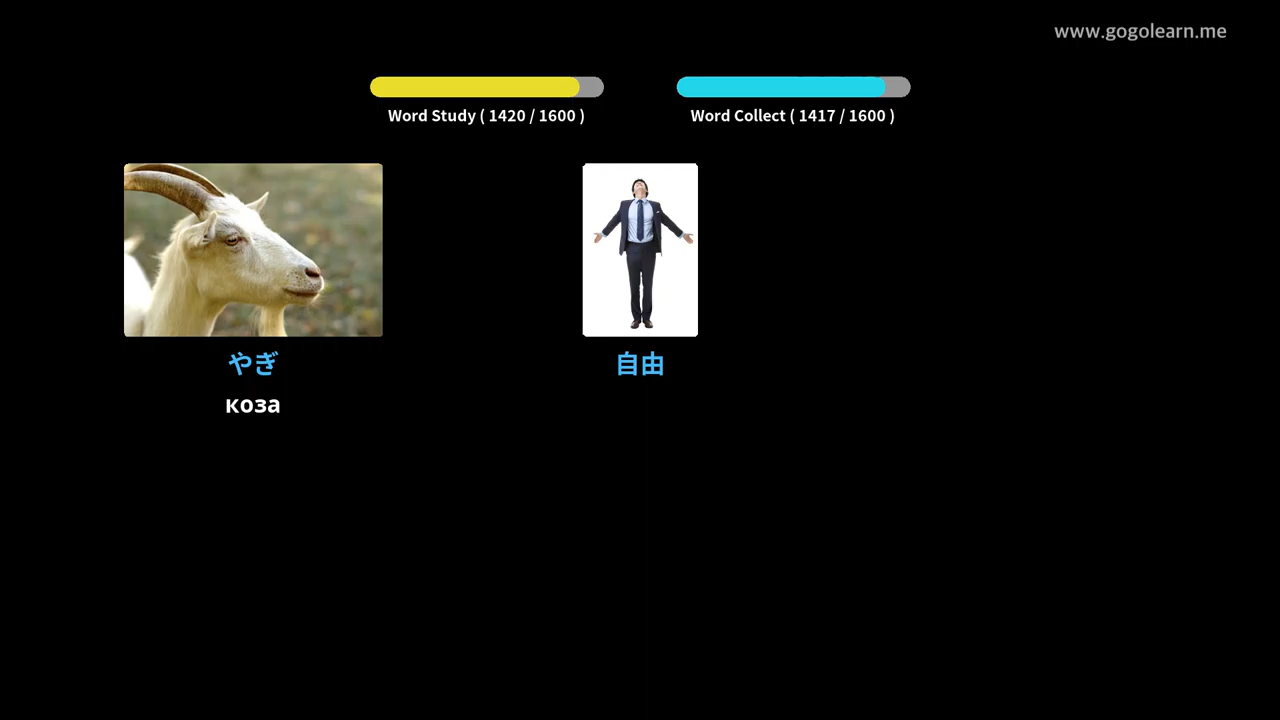 www.gogolearn.me
Word Study ( 1420 / 1600 )
Word Collect ( 1417 / 1600 )
やぎ
自由
коза